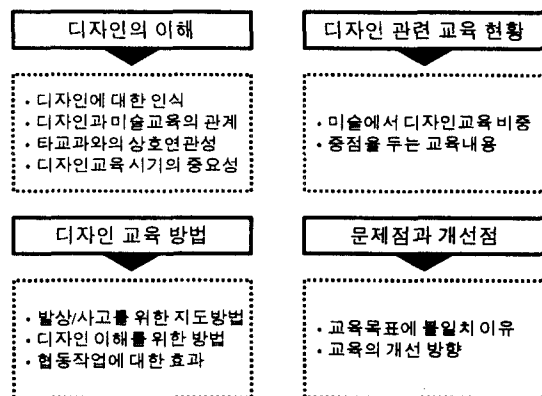 디자인의 이해
· 디자인에 대한 인식
· 디자인과 미술교육의 관계
· 타교과와의 상호연관성
· 디자인교육 시기의 중요성
디자인 관련 교육 현황
· 미술에서 디자인교육 비중
· 중점을 두는 교육내용
디자인 교육 방법
· 발상/사고를 위한 지도방법
· 디자인 이해를 위한 방법
· 협동작업에 대한 효과
문제점과 개선점
· 교육목표에 불일치 이유
· 교육의 개선 방향